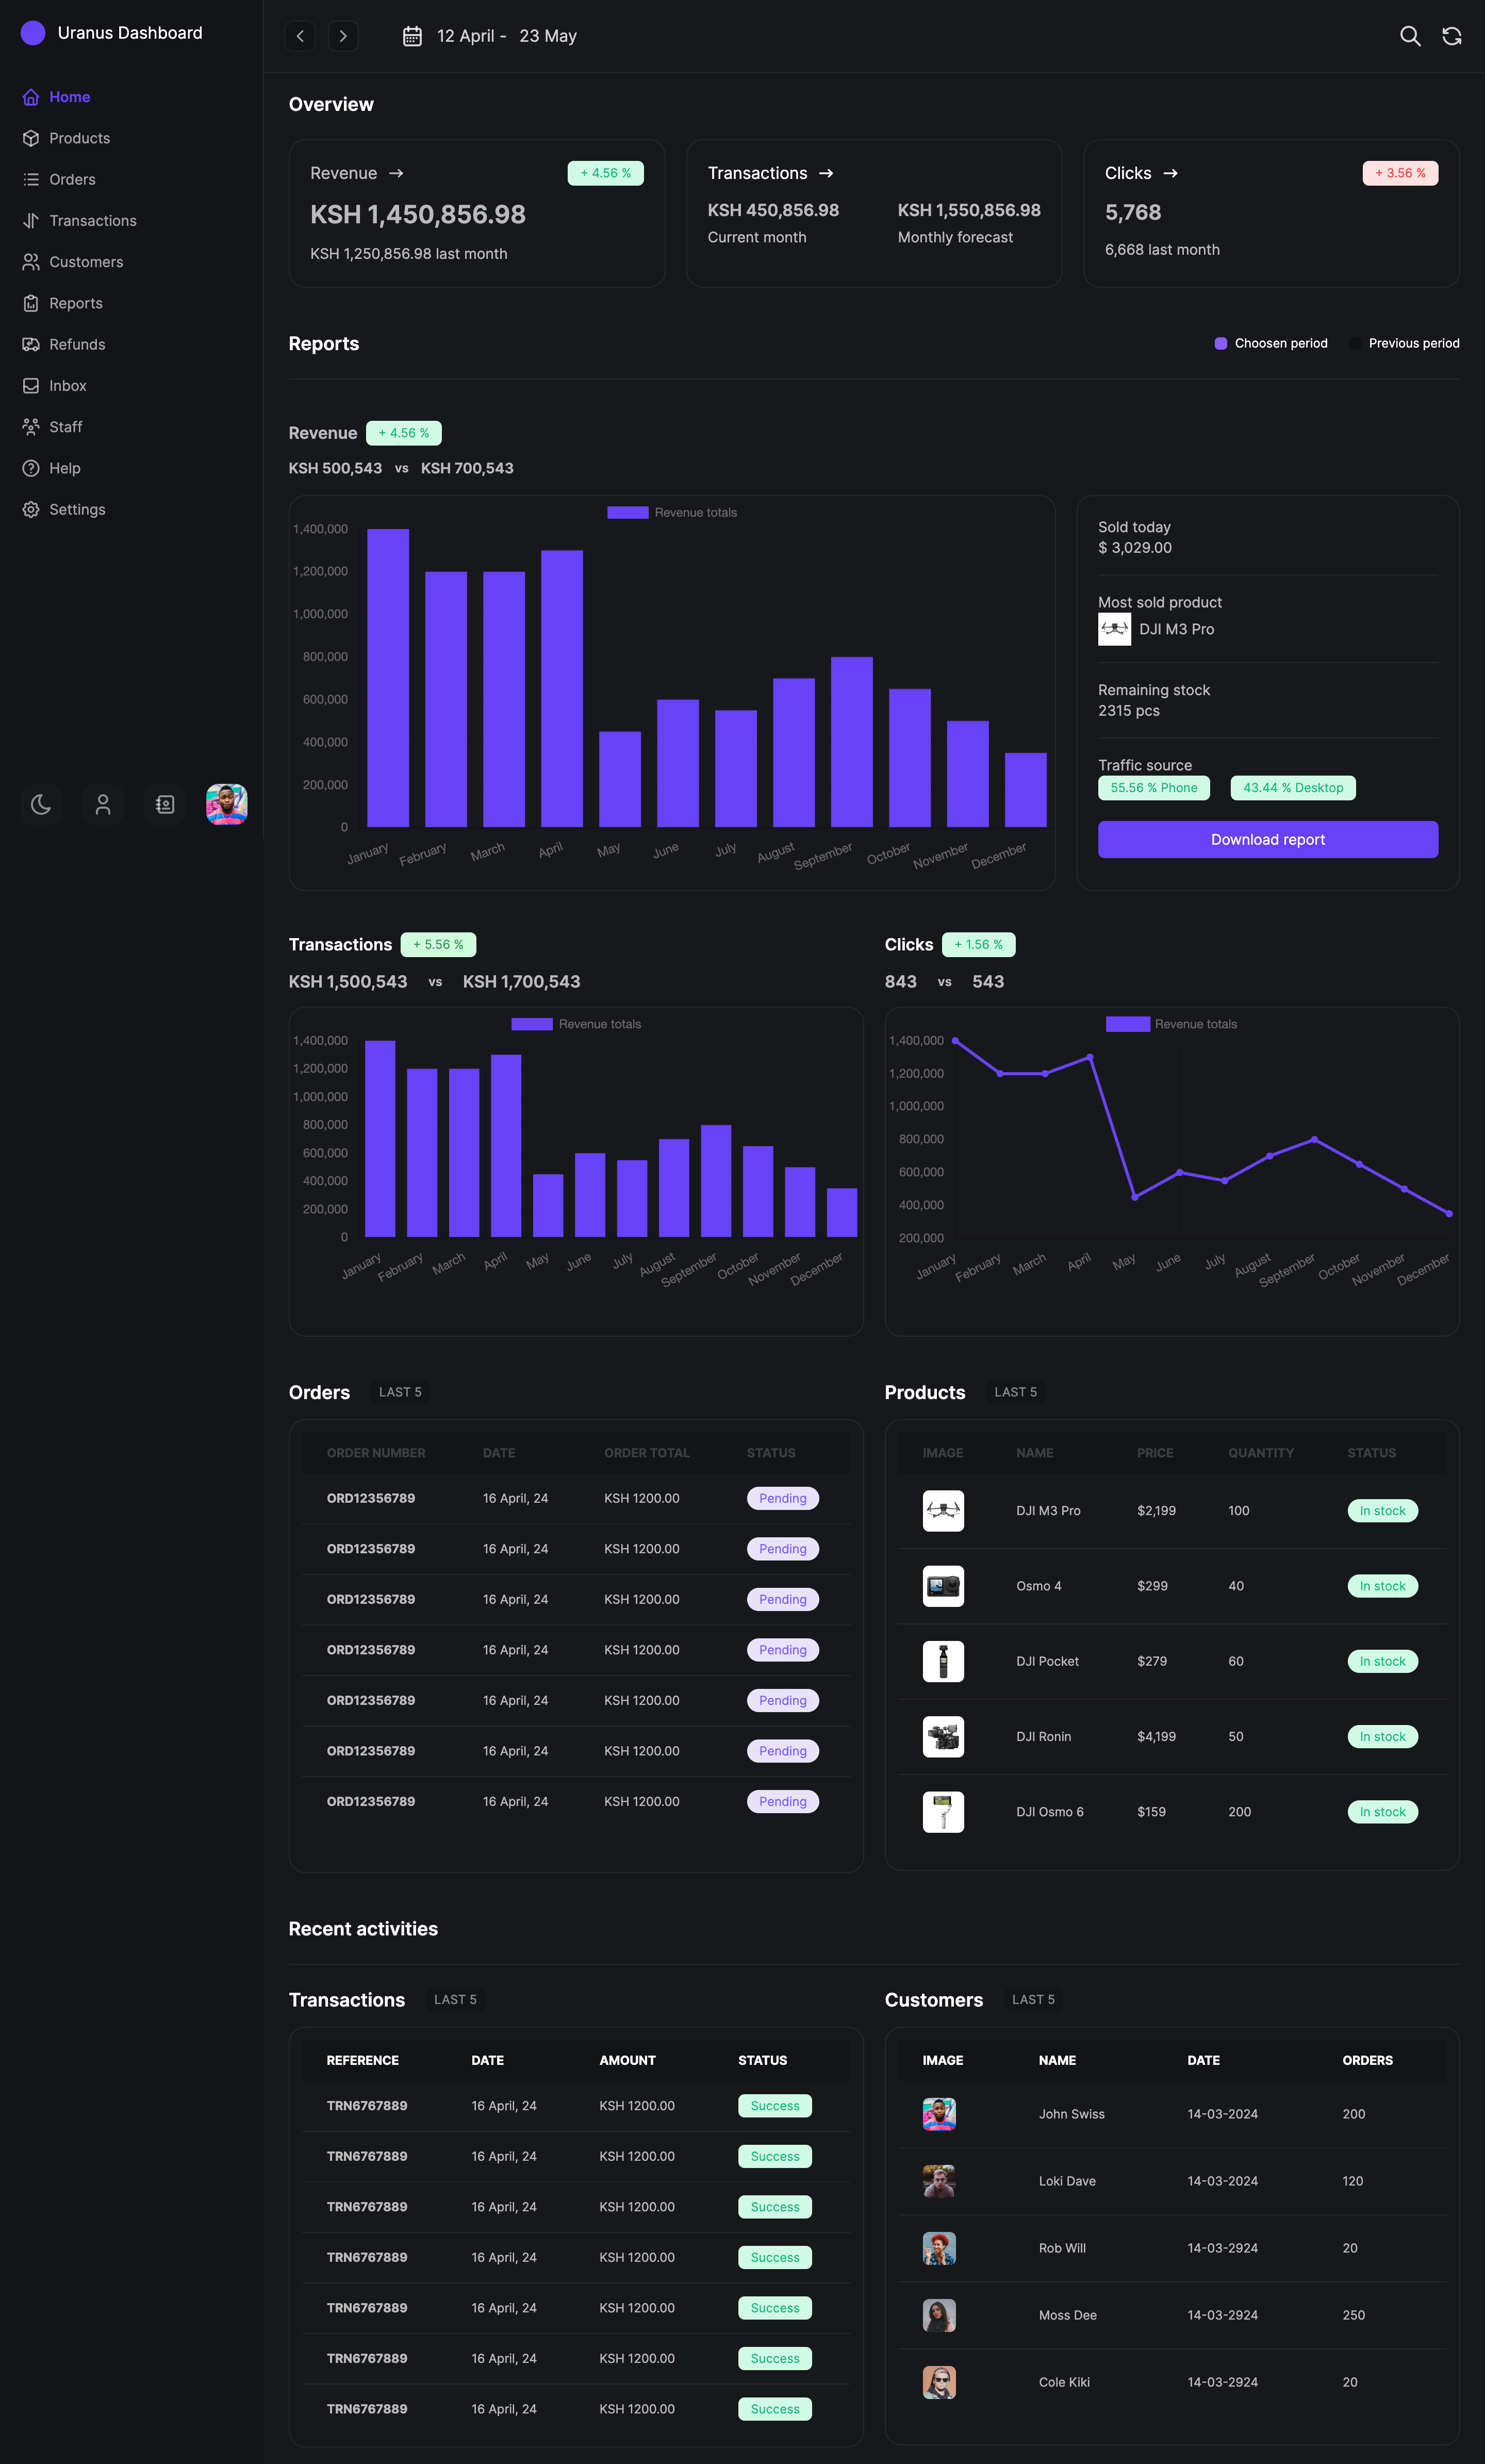 Uranus Dashboard
Home
Products
Orders
Transactions
Customers
Reports
Refunds
Inbox
Staff
Help
Settings
12 April - 23 May
Overview
Revenue → + 4.56 %
KSH 1,450,856.98
KSH 1,250,856.98 last month
Transactions →
KSH 450,856.98 KSH 1,550,856.98
Current month Monthly forecast
Clicks → + 3.56 %
5,768
6,668 last month
Reports Choosen period Previous period
Revenue + 4.56 %
KSH 500,543 vs KSH 700,543
Revenue totals
1,400,000
1,200,000
1,000,000
800,000
600,000
400,000
200,000
0
January February March April May June July August September October November December
Sold today
$ 3,029.00
Most sold product
DJI M3 Pro
Remaining stock
2315 pcs
Traffic source
55.56 % Phone 43.44 % Desktop
Download report
Transactions + 5.56 %
KSH 1,500,543 vs KSH 1,700,543
Revenue totals
1,400,000
1,200,000
1,000,000
800,000
600,000
400,000
200,000
0
January February March April May June July August September October November December
Clicks + 1.56 %
843 vs 543
Revenue totals
1,400,000
1,200,000
1,000,000
800,000
600,000
400,000
200,000
January February March April May June July August September October November December
Orders LAST 5
ORDER NUMBER DATE ORDER TOTAL STATUS
ORD12356789 16 April, 24 KSH 1200.00 Pending
ORD12356789 16 April, 24 KSH 1200.00 Pending
ORD12356789 16 April, 24 KSH 1200.00 Pending
ORD12356789 16 April, 24 KSH 1200.00 Pending
ORD12356789 16 April, 24 KSH 1200.00 Pending
ORD12356789 16 April, 24 KSH 1200.00 Pending
ORD12356789 16 April, 24 KSH 1200.00 Pending
Products LAST 5
IMAGE NAME PRICE QUANTITY STATUS
DJI M3 Pro $2,199 100 In stock
Osmo 4 $299 40 In stock
DJI Pocket $279 60 In stock
DJI Ronin $4,199 50 In stock
DJI Osmo 6 $159 200 In stock
Recent activities
Transactions LAST 5
REFERENCE DATE AMOUNT STATUS
TRN6767889 16 April, 24 KSH 1200.00 Success
TRN6767889 16 April, 24 KSH 1200.00 Success
TRN6767889 16 April, 24 KSH 1200.00 Success
TRN6767889 16 April, 24 KSH 1200.00 Success
TRN6767889 16 April, 24 KSH 1200.00 Success
TRN6767889 16 April, 24 KSH 1200.00 Success
TRN6767889 16 April, 24 KSH 1200.00 Success
Customers LAST 5
IMAGE NAME DATE ORDERS
John Swiss 14-03-2024 200
Loki Dave 14-03-2024 120
Rob Will 14-03-2924 20
Moss Dee 14-03-2924 250
Cole Kiki 14-03-2924 20